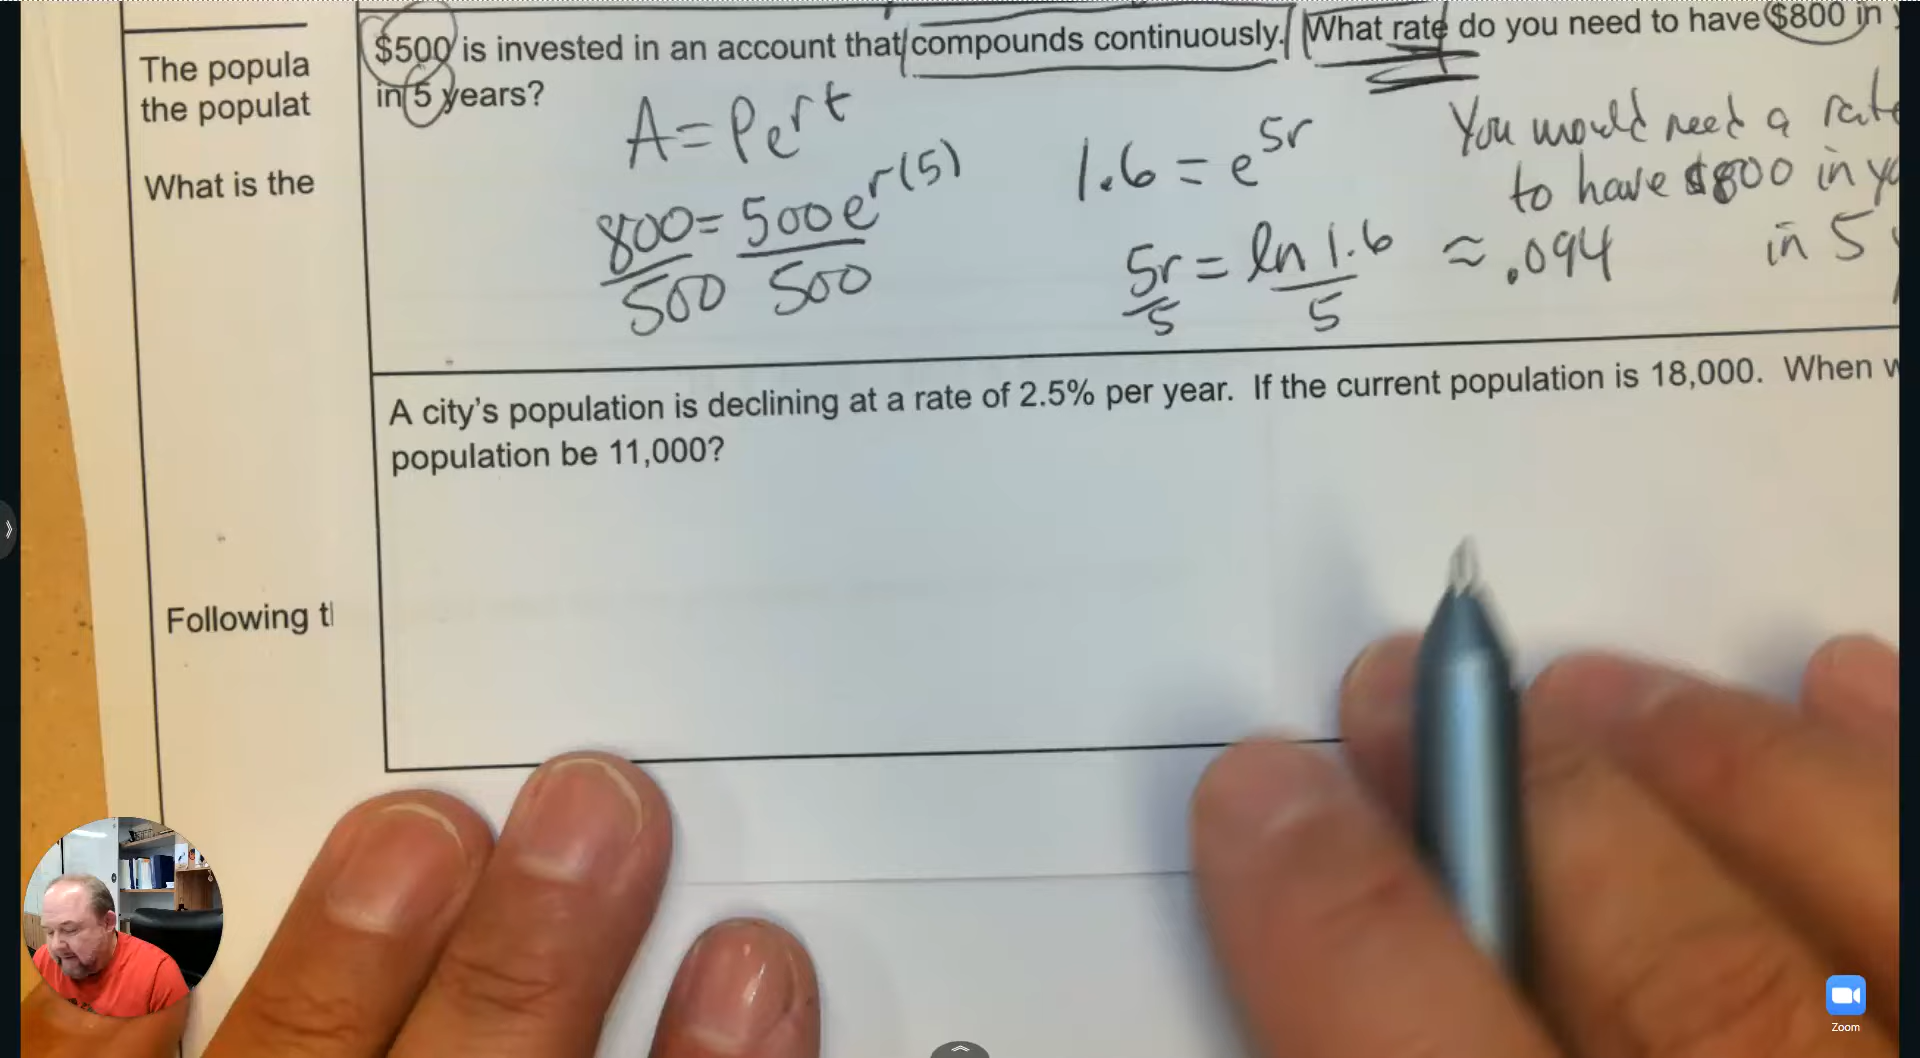 The popula
the populat
What is the
Following t
$500 is invested in an account that compounds continuously. What rate do you need to have $800 in
in 5 years?
A = Pe^rt
800 = 500e^r(5)
500 500
1.6 = e^5r
5r = ln 1.6 ≈ .094
5 5
You would need a rate
to have $800 in yo
in 5
A city's population is declining at a rate of 2.5% per year. If the current population is 18,000. When w
population be 11,000?
Zoom